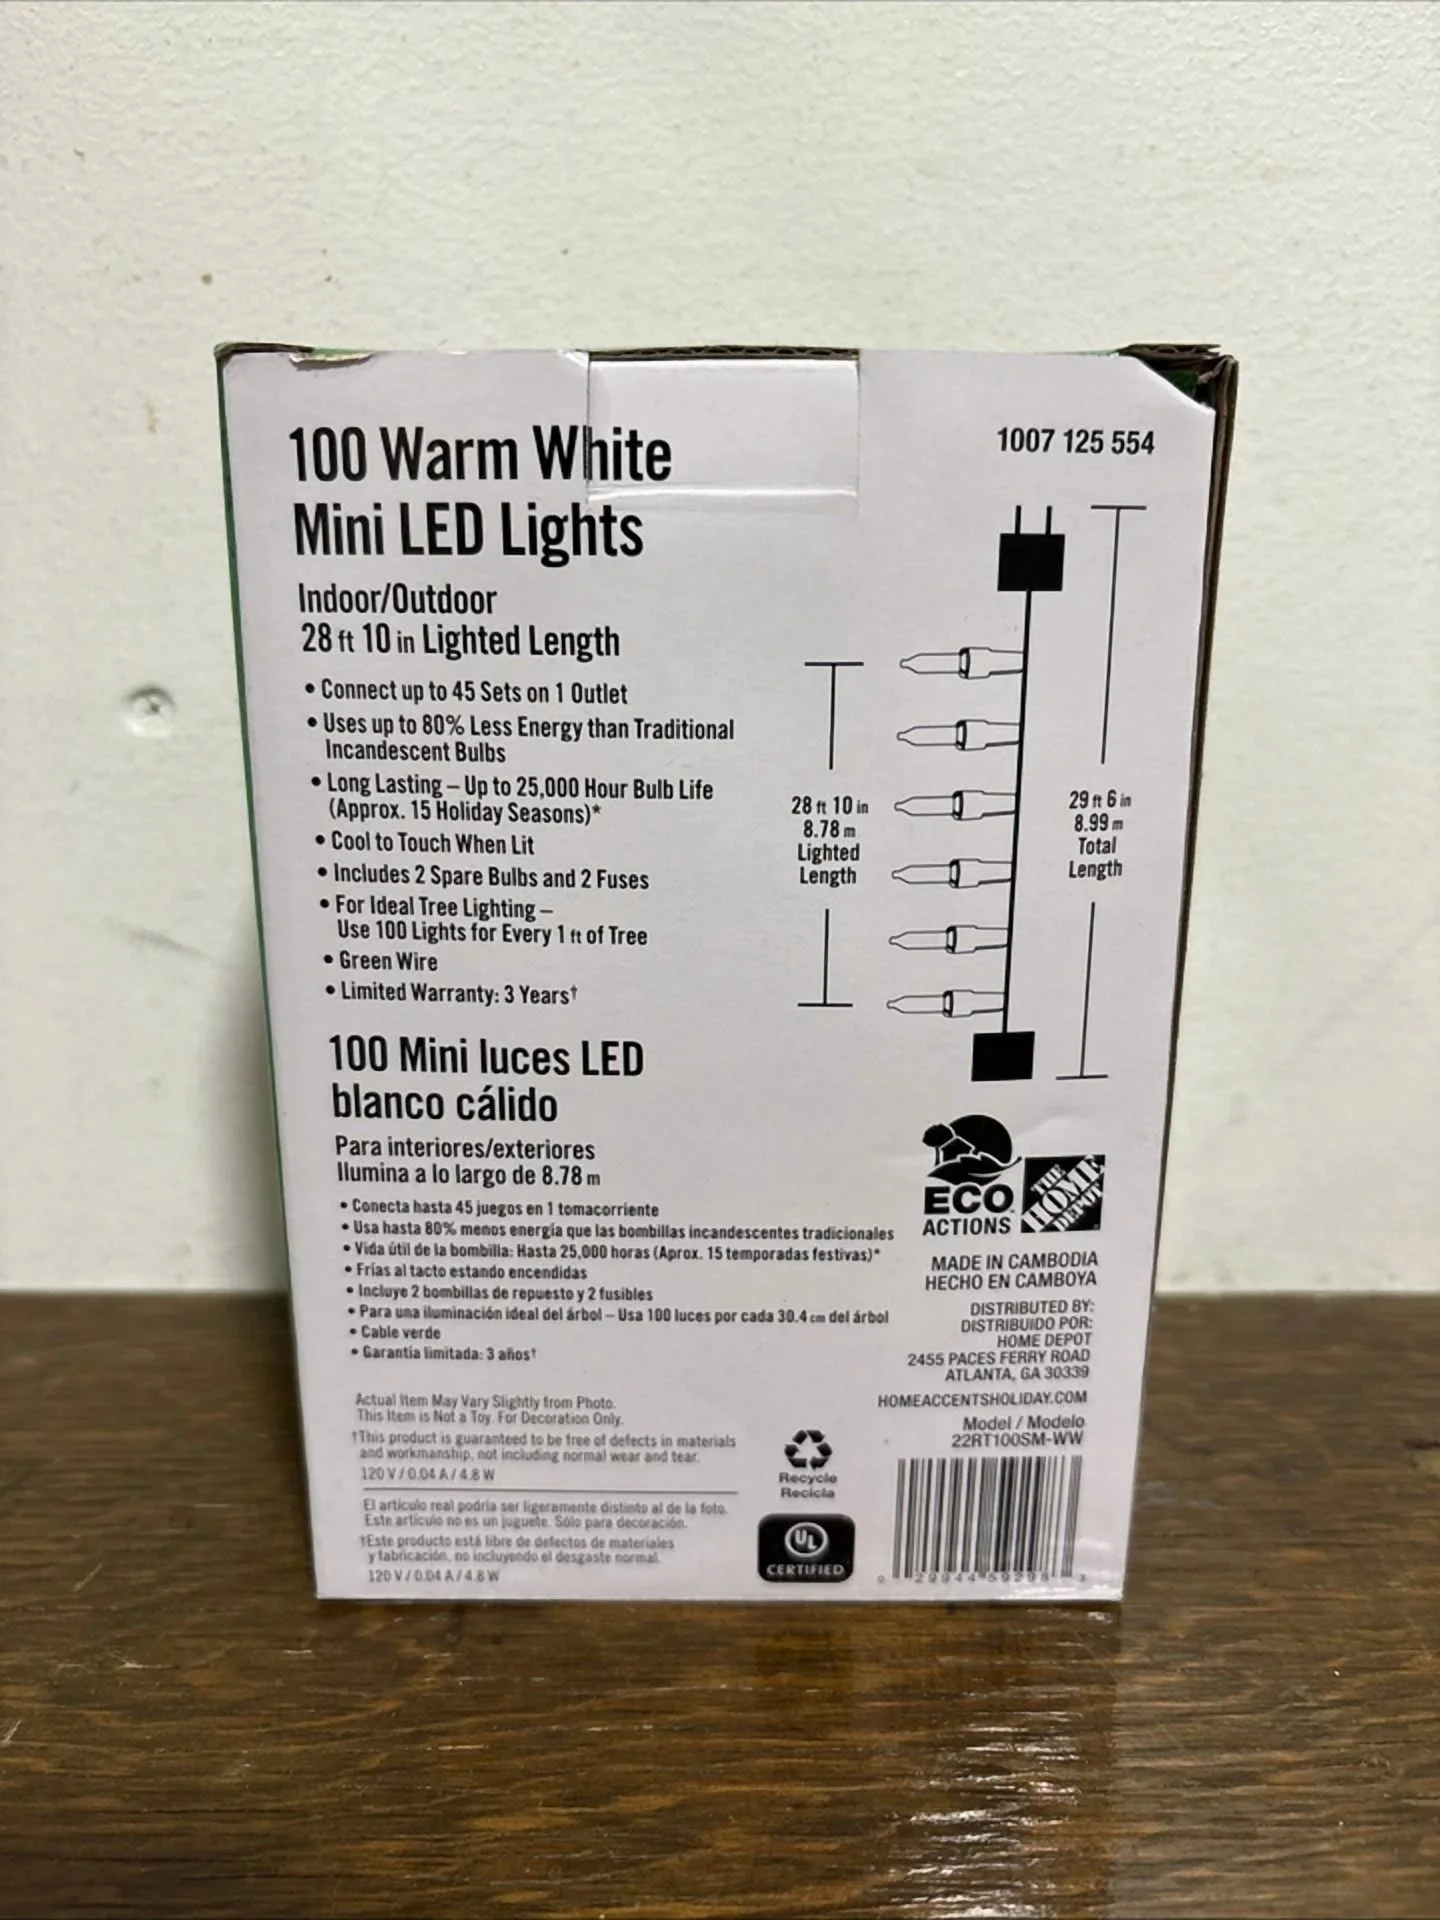 100 Warm White
Mini LED Lights
Indoor/Outdoor
28 ft 10 in Lighted Length
• Connect up to 45 Sets on 1 Outlet
• Uses up to 80% Less Energy than Traditional
Incandescent Bulbs
• Long Lasting – Up to 25,000 Hour Bulb Life
(Approx. 15 Holiday Seasons)*
• Cool to Touch When Lit
• Includes 2 Spare Bulbs and 2 Fuses
• For Ideal Tree Lighting –
Use 100 Lights for Every 1 ft of Tree
• Green Wire
• Limited Warranty: 3 Years†
1007 125 554
28 ft 10 in
8.78 m
Lighted
Length
29 ft 6 in
8.99 m
Total
Length
100 Mini luces LED
blanco cálido
Para interiores/exteriores
Ilumina a lo largo de 8.78 m
• Conecta hasta 45 juegos en 1 tomacorriente
• Usa hasta 80% menos energía que las bombillas incandescentes tradicionales
• Vida útil de la bombilla: Hasta 25,000 horas (Aprox. 15 temporadas festivas)*
• Frías al tacto estando encendidas
• Incluye 2 bombillas de repuesto y 2 fusibles
• Para una iluminación ideal del árbol – Usa 100 luces por cada 30.4 cm del árbol
• Cable verde
• Garantía limitada: 3 años†
Actual Item May Vary Slightly from Photo.
This Item is Not a Toy. For Decoration Only.
†This product is guaranteed to be free of defects in materials
and workmanship, not including normal wear and tear.
120 V / 0.04 A / 4.8 W
El artículo real podría ser ligeramente distinto al de la foto.
Este artículo no es un juguete. Sólo para decoración.
†Este producto está libre de defectos de materiales
y fabricación, no incluyendo el desgaste normal.
120 V / 0.04 A / 4.8 W
ECO
ACTIONS
THE
HOME
DEPOT
MADE IN CAMBODIA
HECHO EN CAMBOYA
DISTRIBUTED BY:
DISTRIBUIDO POR:
HOME DEPOT
2455 PACES FERRY ROAD
ATLANTA, GA 30339
HOMEACCENTSHOLIDAY.COM
Model / Modelo
22RT100SM-WW
Recycle
Recicla
UL
CERTIFIED
0 29944 59298 3